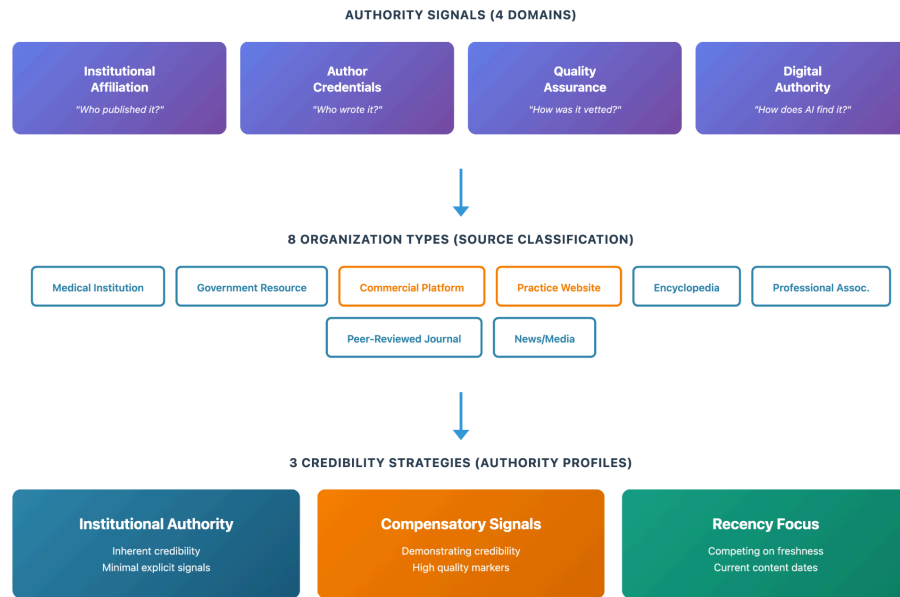 AUTHORITY SIGNALS (4 DOMAINS)
Institutional
Affiliation
"Who published it?"
Author
Credentials
"Who wrote it?"
Quality
Assurance
"How was it vetted?"
Digital
Authority
"How does AI find it?"
8 ORGANIZATION TYPES (SOURCE CLASSIFICATION)
Medical Institution
Government Resource
Commercial Platform
Practice Website
Encyclopedia
Professional Assoc.
Peer-Reviewed Journal
News/Media
3 CREDIBILITY STRATEGIES (AUTHORITY PROFILES)
Institutional Authority
Inherent credibility
Minimal explicit signals
Compensatory Signals
Demonstrating credibility
High quality markers
Recency Focus
Competing on freshness
Current content dates